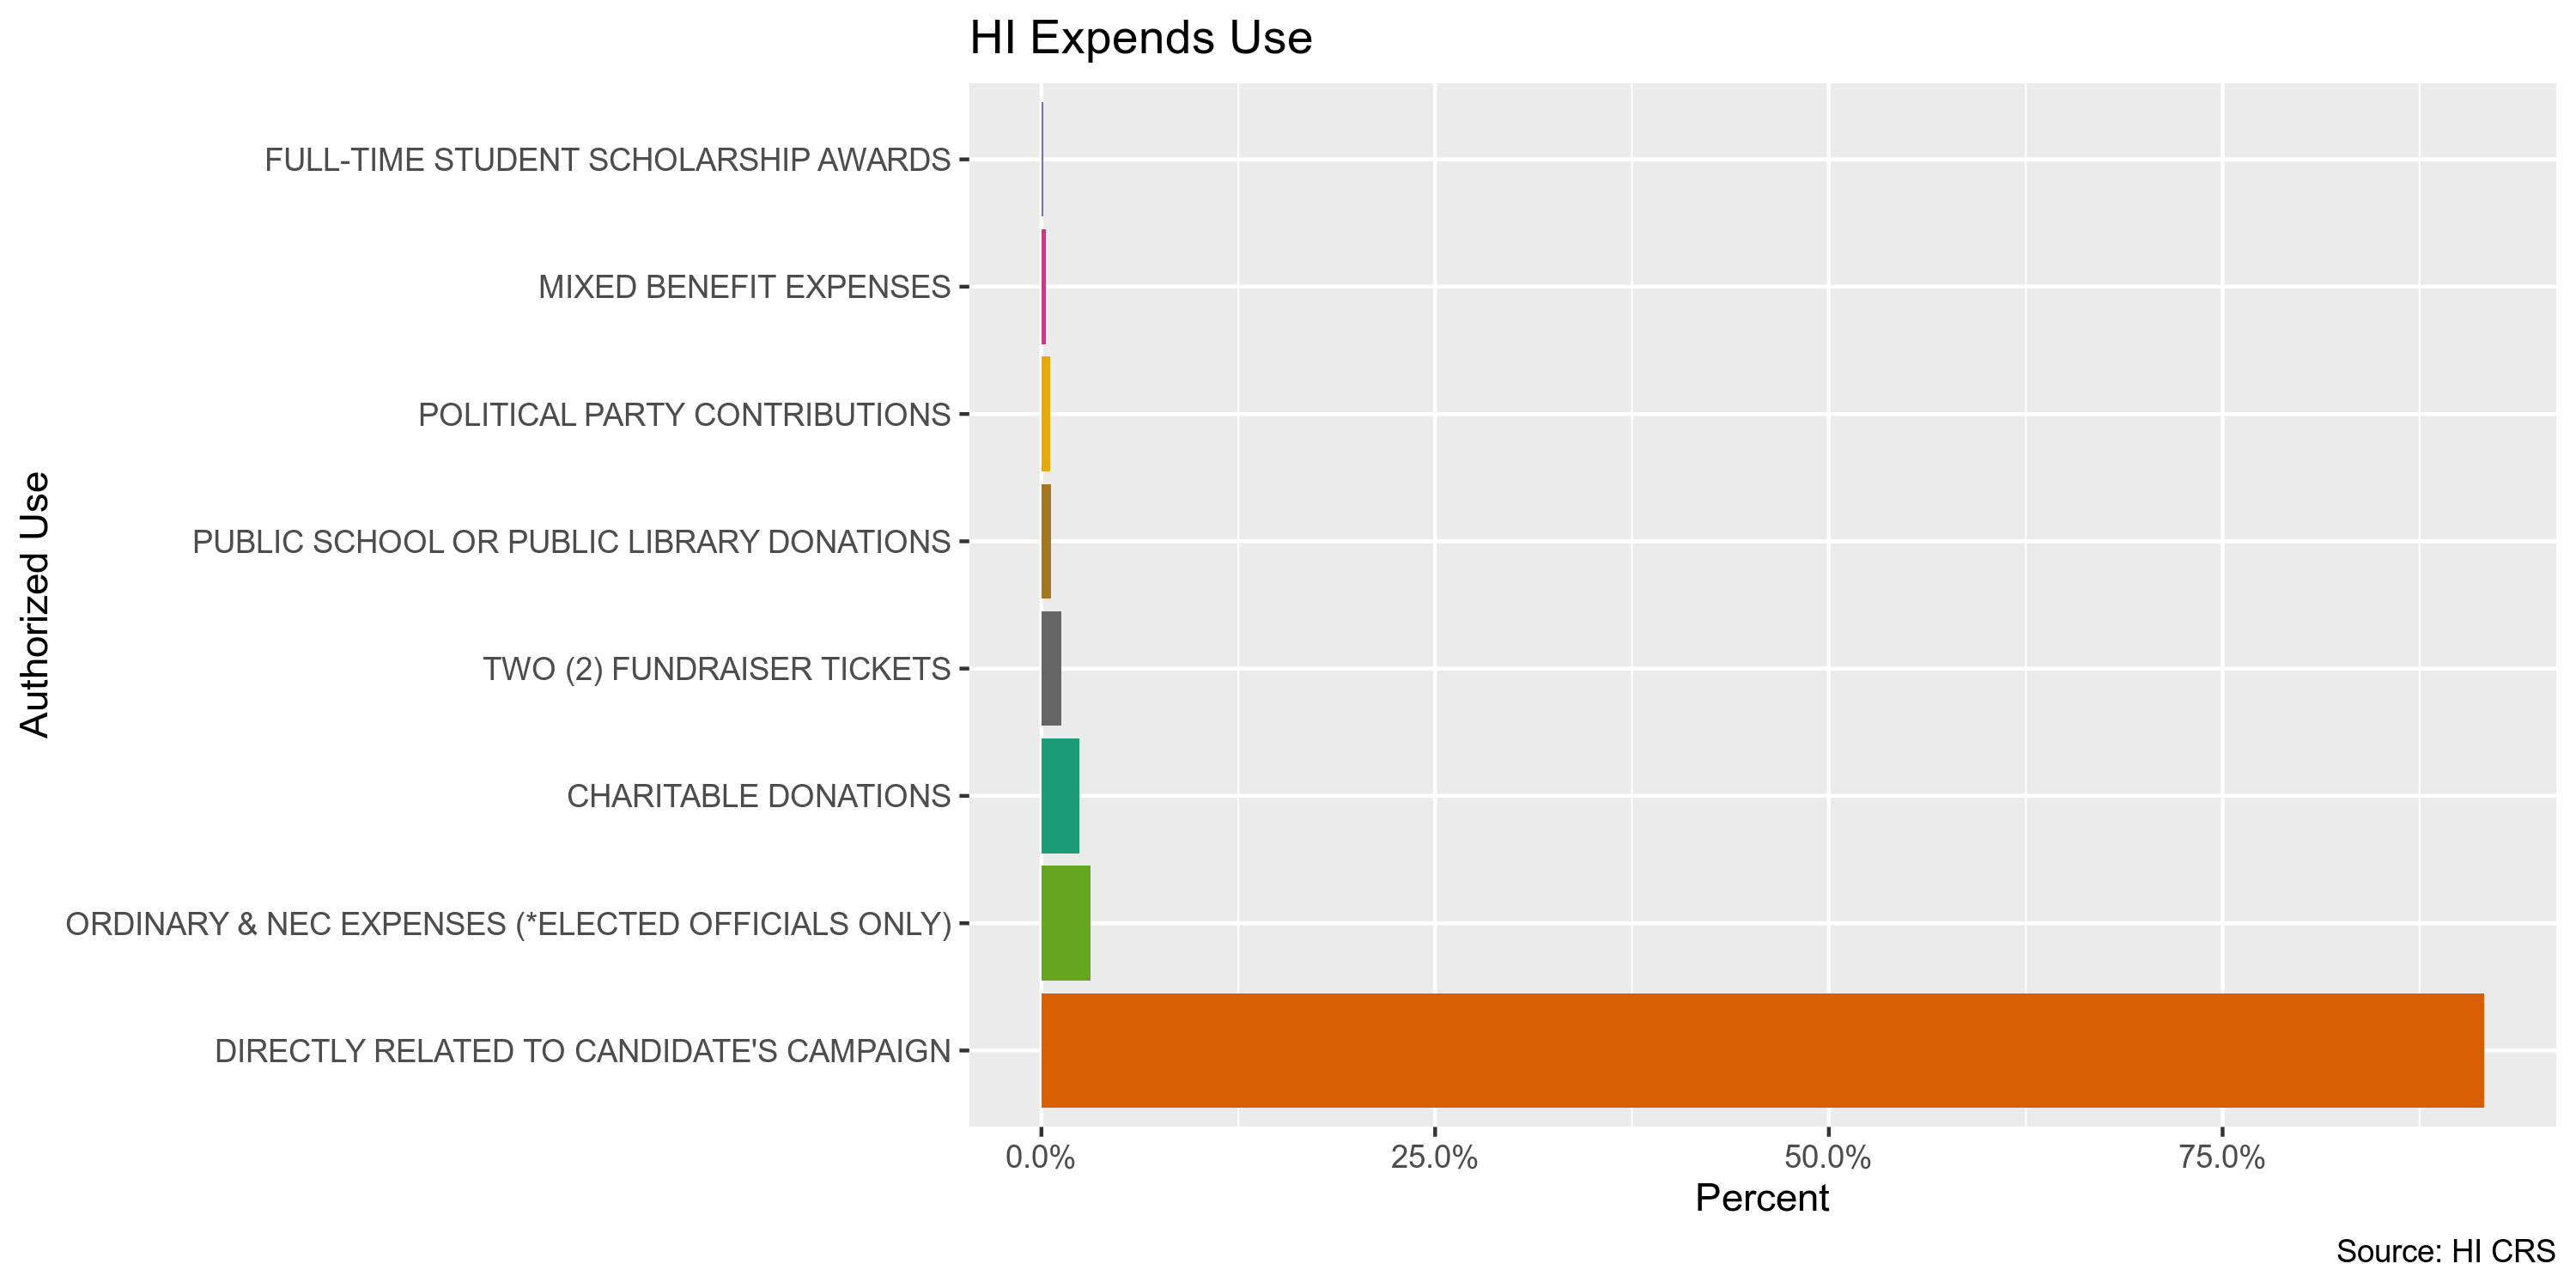 HI Expends Use
Authorized Use
FULL-TIME STUDENT SCHOLARSHIP AWARDS
MIXED BENEFIT EXPENSES
POLITICAL PARTY CONTRIBUTIONS
PUBLIC SCHOOL OR PUBLIC LIBRARY DONATIONS
TWO (2) FUNDRAISER TICKETS
CHARITABLE DONATIONS
ORDINARY & NEC EXPENSES (*ELECTED OFFICIALS ONLY)
DIRECTLY RELATED TO CANDIDATE'S CAMPAIGN
0.0% 25.0% 50.0% 75.0%
Percent
Source: HI CRS